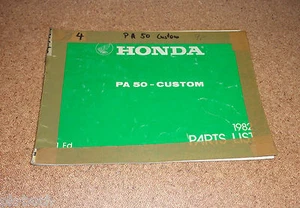 4 PA 50 Custom
HONDA
PA 50 - CUSTOM
1982
1 Ed. PARTS LIST